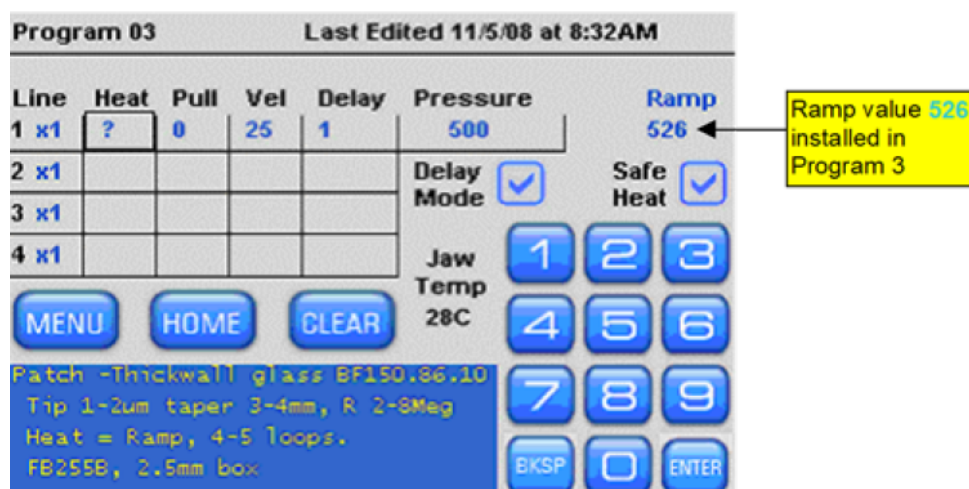 Program 03 Last Edited 11/5/08 at 8:32AM
Line Heat Pull Vel Delay Pressure Ramp
1 x1 ? 0 25 1 500 526
Ramp value 526
installed in
Program 3
2 x1
Delay
Mode
Safe
Heat
3 x1
4 x1
Jaw
Temp
28C
1 2 3
4 5 6
7 8 9
BKSP 0 ENTER
MENU HOME CLEAR
Patch -Thickwall glass BF150.86.10
Tip 1-2um taper 3-4mm, R 2-8Meg
Heat = Ramp, 4-5 loops.
FB255B, 2.5mm box